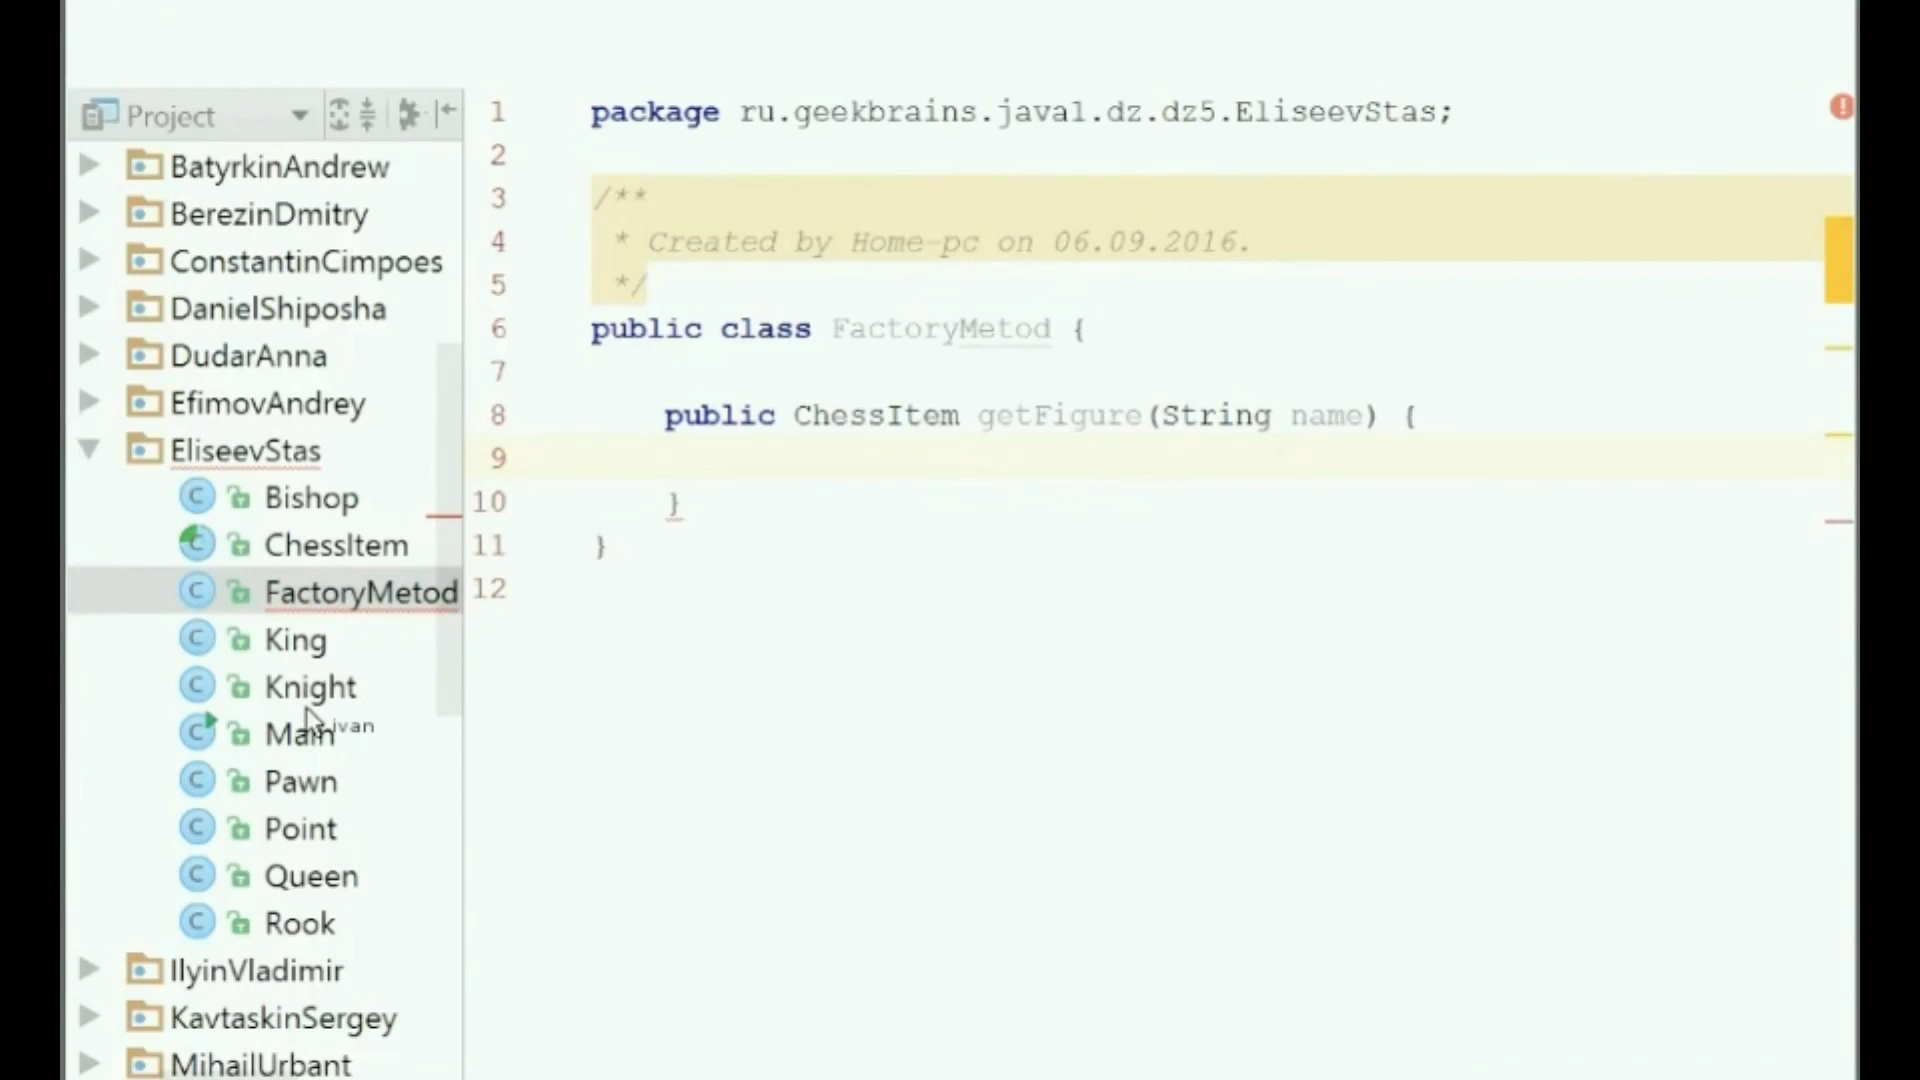 Project
BatyrkinAndrew
BerezinDmitry
ConstantinCimpoes
DanielShiposha
DudarAnna
EfimovAndrey
EliseevStas
C Bishop
C ChessItem
C FactoryMetod
C King
C Knight
C Main
ivan
C Pawn
C Point
C Queen
C Rook
IlyinVladimir
KavtaskinSergey
MihailUrbant
1 package ru.geekbrains.java1.dz.dz5.EliseevStas;
2
3 /**
4 * Created by Home-pc on 06.09.2016.
5 */
6 public class FactoryMetod {
7
8 public ChessItem getFigure(String name) {
9
10 }
11 }
12